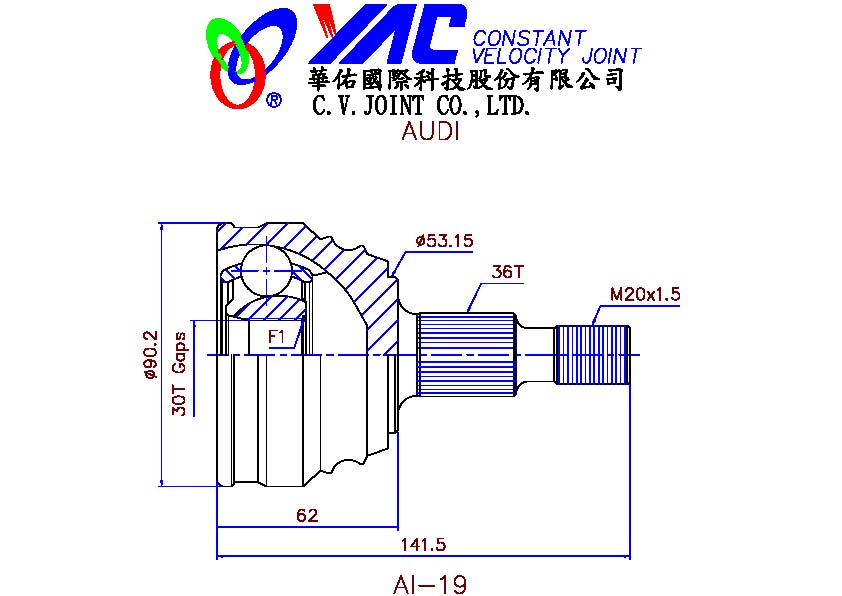 YAC CONSTANT
VELOCITY JOINT
®
華佑國際科技股份有限公司
C.V.JOINT CO.,LTD.
AUDI
ø53.15
36T
M20x1.5
F1
ø90.2
30T Gaps
62
141.5
AI-19